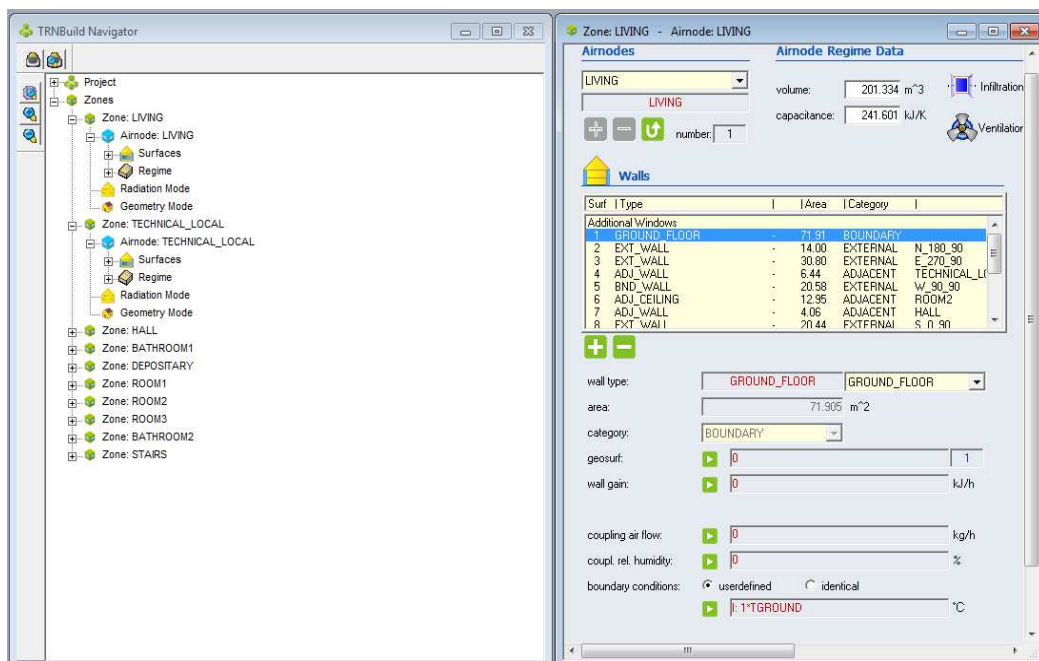 TRNBuild Navigator
Project
Zones
Zone: LIVING
Airnode: LIVING
Surfaces
Regime
Radiation Mode
Geometry Mode
Zone: TECHNICAL_LOCAL
Airnode: TECHNICAL_LOCAL
Surfaces
Regime
Radiation Mode
Geometry Mode
Zone: HALL
Zone: BATHROOM1
Zone: DEPOSITARY
Zone: ROOM1
Zone: ROOM2
Zone: ROOM3
Zone: BATHROOM2
Zone: STAIRS
Zone: LIVING - Airnode: LIVING
Airnodes
LIVING
LIVING
number: 1
Airnode Regime Data
volume: 201.334 m^3
capacitance: 241.601 kJ/K
Infiltration
Ventilation
Walls
Surf | Type | | Area | Category |
Additional Windows
1 GROUND_FLOOR - 71.91 BOUNDARY
2 EXT_WALL - 14.00 EXTERNAL N_180_90
3 EXT_WALL - 30.80 EXTERNAL E_270_90
4 ADJ_WALL - 6.44 ADJACENT TECHNICAL_L
5 BND_WALL - 20.58 EXTERNAL W_90_90
6 ADJ_CEILING - 12.95 ADJACENT ROOM2
7 ADJ_WALL - 4.06 ADJACENT HALL
8 EXT_WALL - 20.44 EXTERNAL S_0_90
wall type: GROUND_FLOOR GROUND_FLOOR
area: 71.905 m^2
category: BOUNDARY
geosurf: 0 1
wall gain: 0 kJ/h
coupling air flow: 0 kg/h
coupl. rel. humidity: 0 %
boundary conditions: userdefined identical
I: 1*TGROUND °C